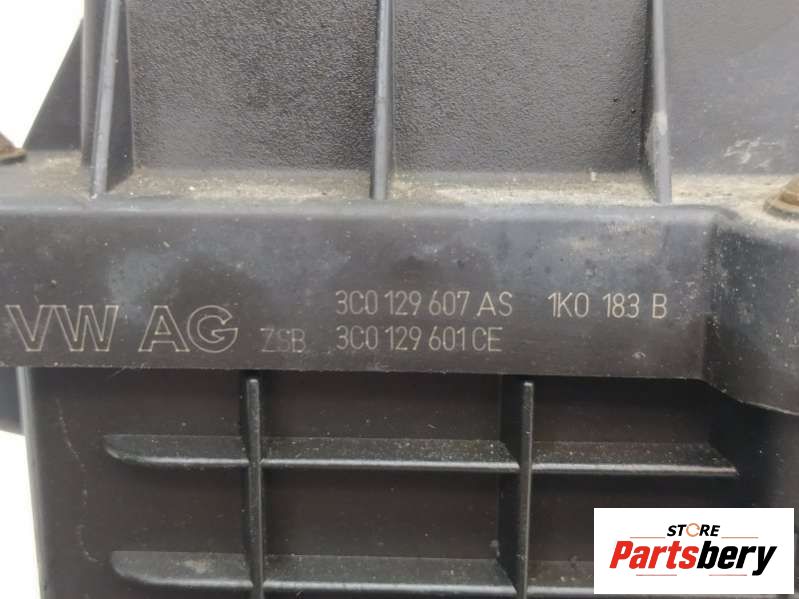 3C0 129 607 AS 1K0 183 B
VW AG ZSB 3C0 129 601 CE
STORE
Partsbery